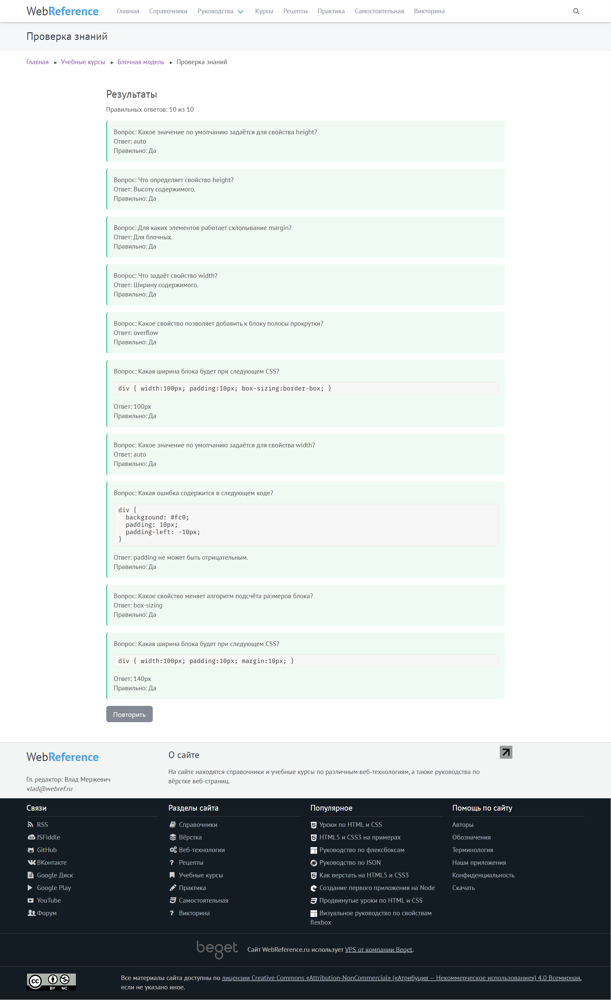 WebReference Главная Справочники Руководства Курсы Рецепты Практика Самостоятельная Викторина
Проверка знаний
Главная ▸ Учебные курсы ▸ Блочная модель ▸ Проверка знаний
Результаты
Правильных ответов: 10 из 10
Вопрос: Какое значение по умолчанию задаётся для свойства height?
Ответ: auto
Правильно: Да
Вопрос: Что определяет свойство height?
Ответ: Высоту содержимого.
Правильно: Да
Вопрос: Для каких элементов работает схлопывание margin?
Ответ: Для блочных.
Правильно: Да
Вопрос: Что задаёт свойство width?
Ответ: Ширину содержимого.
Правильно: Да
Вопрос: Какое свойство позволяет добавить к блоку полосы прокрутки?
Ответ: overflow
Правильно: Да
Вопрос: Какая ширина блока будет при следующем CSS?
div { width:100px; padding:10px; box-sizing:border-box; }
Ответ: 100px
Правильно: Да
Вопрос: Какое значение по умолчанию задаётся для свойства width?
Ответ: auto
Правильно: Да
Вопрос: Какая ошибка содержится в следующем коде?
div {
background: #fc0;
padding: 10px;
padding-left: -10px;
}
Ответ: padding не может быть отрицательным.
Правильно: Да
Вопрос: Какое свойство меняет алгоритм подсчёта размеров блока?
Ответ: box-sizing
Правильно: Да
Вопрос: Какая ширина блока будет при следующем CSS?
div { width:100px; padding:10px; margin:10px; }
Ответ: 140px
Правильно: Да
Повторить
WebReference
Гл. редактор: Влад Мержевич
vlad@webref.ru
О сайте
На сайте находятся справочники и учебные курсы по различным веб-технологиям, а также руководства по
вёрстке веб-страниц.
Связи
RSS
JSFiddle
GitHub
ВКонтакте
Google Диск
Google Play
YouTube
Форум
Разделы сайта
Справочники
Вёрстка
Веб-технологии
Рецепты
Учебные курсы
Практика
Самостоятельная
Викторина
Популярное
Уроки по HTML и CSS
HTML5 и CSS3 на примерах
Руководство по флексбоксам
Руководство по JSON
Как верстать на HTML5 и CSS3
Создание первого приложения на Node
Продвинутые уроки по HTML и CSS
Визуальное руководство по свойствам
flexbox
Помощь по сайту
Авторы
Обозначения
Терминология
Наши приложения
Конфиденциальность
Скачать
beget Сайт WebReference.ru использует VPS от компании Beget.
cc BY NC
Все материалы сайта доступны по лицензии Creative Commons «Attribution-NonCommercial» («Атрибуция — Некоммерческое использование») 4.0 Всемирная,
если не указано иное.